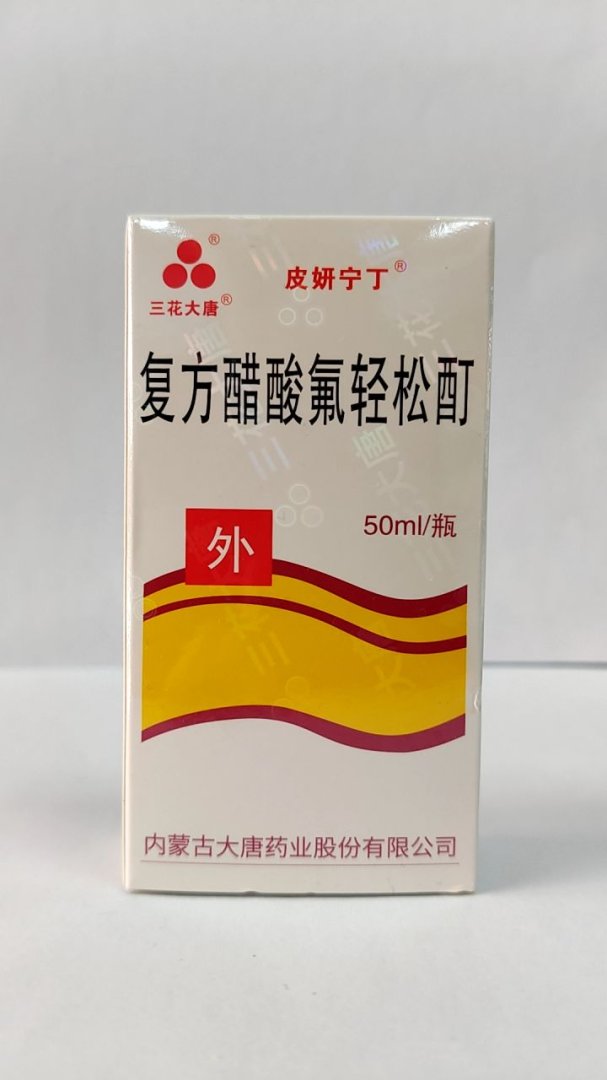 三花大唐®
皮妍宁丁®
复方醋酸氟轻松酊
50ml/瓶
外
内蒙古大唐药业股份有限公司